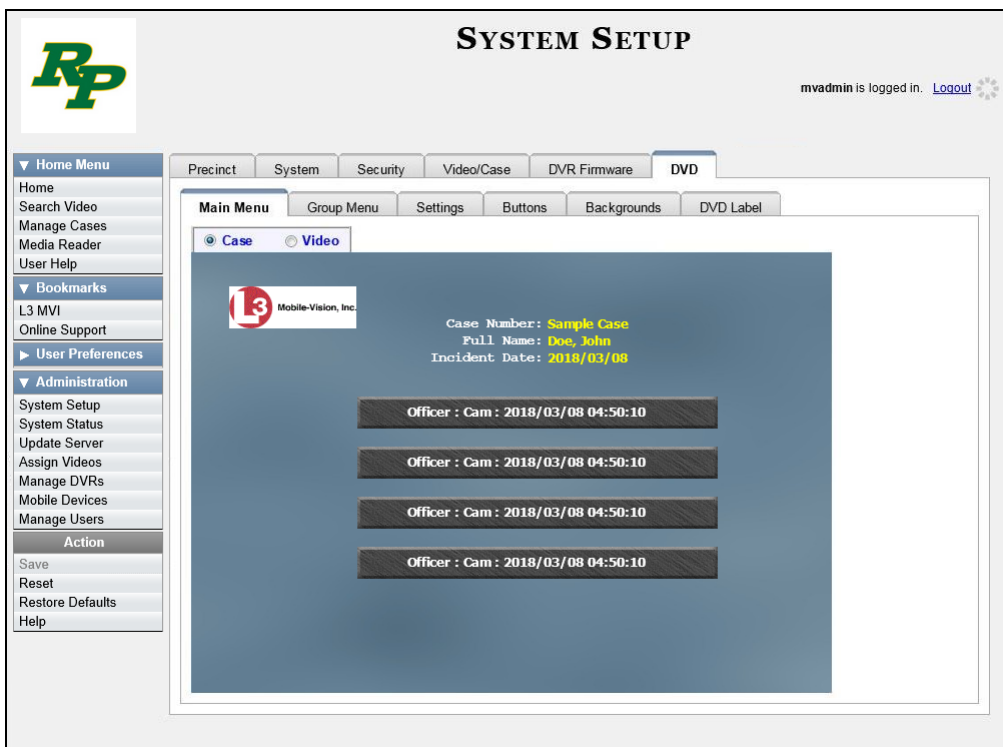 RP
SYSTEM SETUP
mvadmin is logged in. Logout
Home Menu
Home
Search Video
Manage Cases
Media Reader
User Help
Bookmarks
L3 MVI
Online Support
User Preferences
Administration
System Setup
System Status
Update Server
Assign Videos
Manage DVRs
Mobile Devices
Manage Users
Action
Save
Reset
Restore Defaults
Help
Precinct System Security Video/Case DVR Firmware DVD
Main Menu Group Menu Settings Buttons Backgrounds DVD Label
Case Video
L3 Mobile-Vision, Inc.
Case Number: Sample Case
Full Name: Doe, John
Incident Date: 2018/03/08
Officer : Cam : 2018/03/08 04:50:10
Officer : Cam : 2018/03/08 04:50:10
Officer : Cam : 2018/03/08 04:50:10
Officer : Cam : 2018/03/08 04:50:10